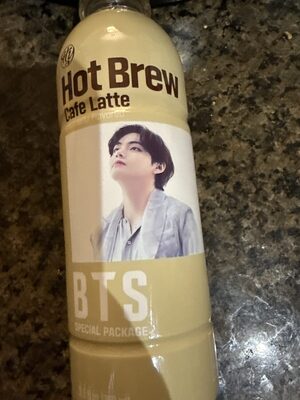 Hot Brew
Cafe Latte
BTS
SPECIAL PACKAGE